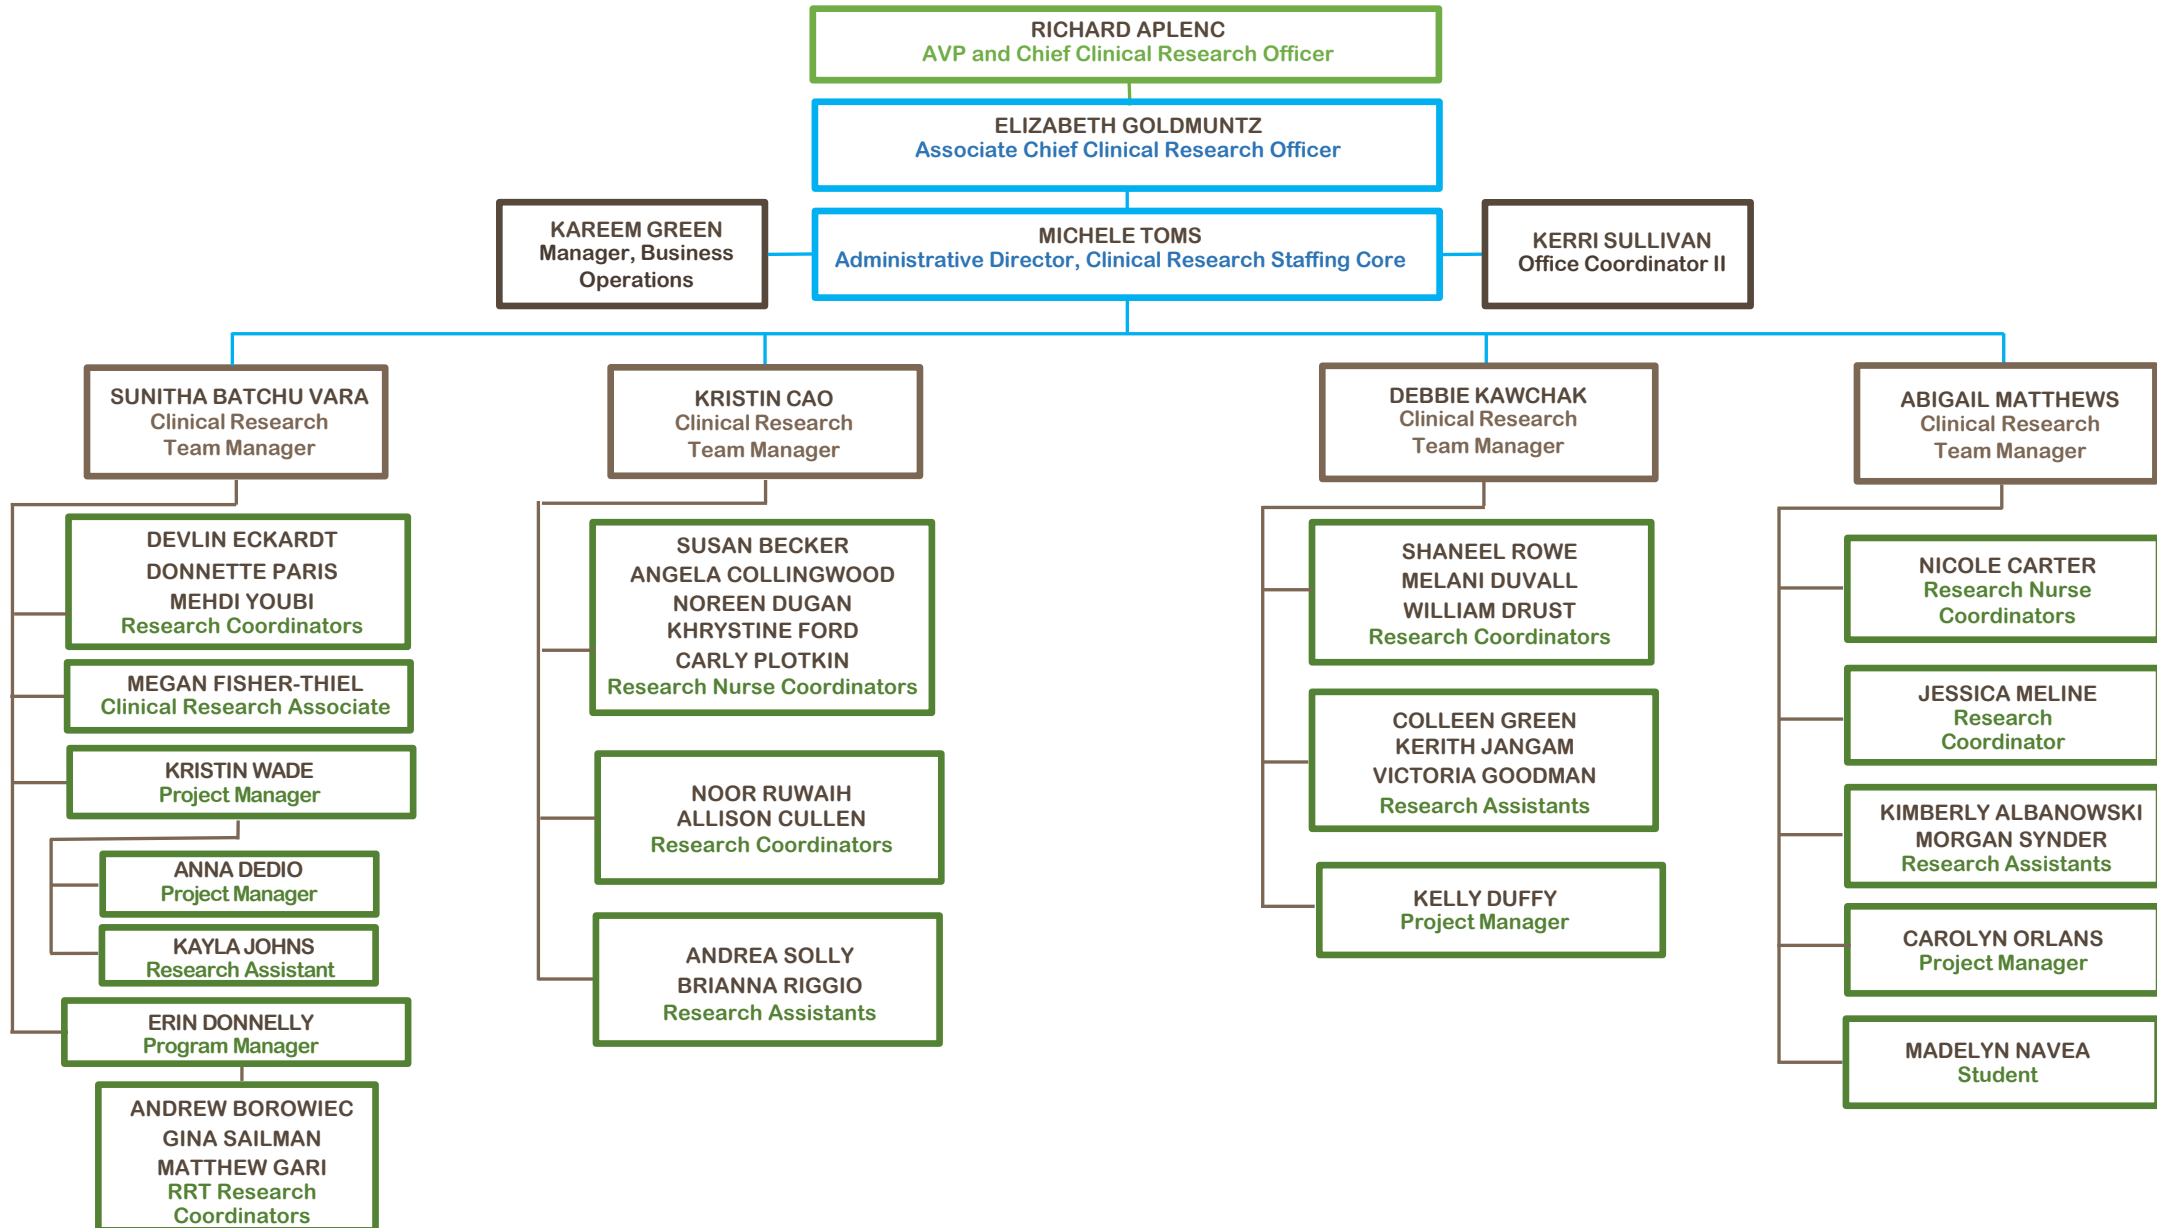 RICHARD APLENC
AVP and Chief Clinical Research Officer
ELIZABETH GOLDMUNTZ
Associate Chief Clinical Research Officer
KAREEM GREEN
Manager, Business
Operations
MICHELE TOMS
Administrative Director, Clinical Research Staffing Core
KERRI SULLIVAN
Office Coordinator II
SUNITHA BATCHU VARA
Clinical Research
Team Manager
DEVLIN ECKARDT
DONNETTE PARIS
MEHDI YOUBI
Research Coordinators
MEGAN FISHER-THIEL
Clinical Research Associate
KRISTIN WADE
Project Manager
ANNA DEDIO
Project Manager
KAYLA JOHNS
Research Assistant
ERIN DONNELLY
Program Manager
ANDREW BOROWIEC
GINA SAILMAN
MATTHEW GARI
RRT Research
Coordinators
KRISTIN CAO
Clinical Research
Team Manager
SUSAN BECKER
ANGELA COLLINGWOOD
NOREEN DUGAN
KHRYSTINE FORD
CARLY PLOTKIN
Research Nurse Coordinators
NOOR RUWAIH
ALLISON CULLEN
Research Coordinators
ANDREA SOLLY
BRIANNA RIGGIO
Research Assistants
DEBBIE KAWCHAK
Clinical Research
Team Manager
SHANEEL ROWE
MELANI DUVALL
WILLIAM DRUST
Research Coordinators
COLLEEN GREEN
KERITH JANGAM
VICTORIA GOODMAN
Research Assistants
KELLY DUFFY
Project Manager
ABIGAIL MATTHEWS
Clinical Research
Team Manager
NICOLE CARTER
Research Nurse
Coordinators
JESSICA MELINE
Research
Coordinator
KIMBERLY ALBANOWSKI
MORGAN SYNDER
Research Assistants
CAROLYN ORLANS
Project Manager
MADELYN NAVEA
Student